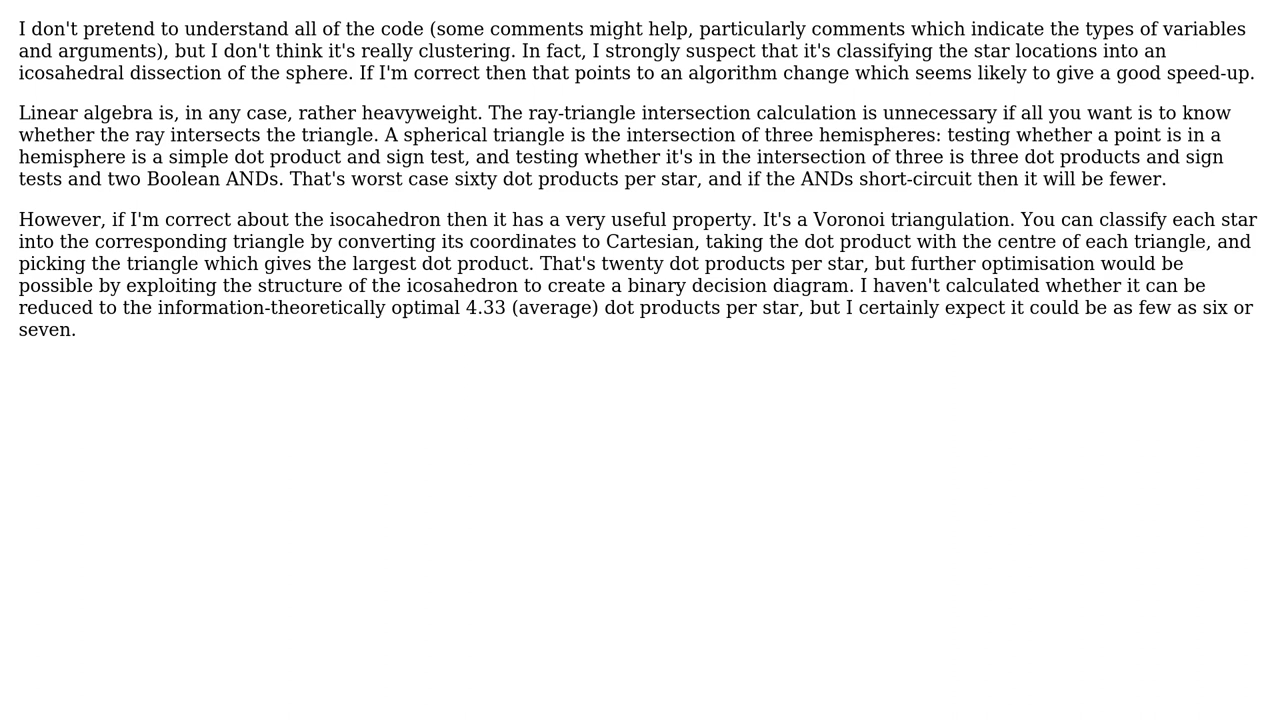 I don't pretend to understand all of the code (some comments might help, particularly comments which indicate the types of variables
and arguments), but I don't think it's really clustering. In fact, I strongly suspect that it's classifying the star locations into an
icosahedral dissection of the sphere. If I'm correct then that points to an algorithm change which seems likely to give a good speed-up.
Linear algebra is, in any case, rather heavyweight. The ray-triangle intersection calculation is unnecessary if all you want is to know
whether the ray intersects the triangle. A spherical triangle is the intersection of three hemispheres: testing whether a point is in a
hemisphere is a simple dot product and sign test, and testing whether it's in the intersection of three is three dot products and sign
tests and two Boolean ANDs. That's worst case sixty dot products per star, and if the ANDs short-circuit then it will be fewer.
However, if I'm correct about the isocahedron then it has a very useful property. It's a Voronoi triangulation. You can classify each star
into the corresponding triangle by converting its coordinates to Cartesian, taking the dot product with the centre of each triangle, and
picking the triangle which gives the largest dot product. That's twenty dot products per star, but further optimisation would be
possible by exploiting the structure of the icosahedron to create a binary decision diagram. I haven't calculated whether it can be
reduced to the information-theoretically optimal 4.33 (average) dot products per star, but I certainly expect it could be as few as six or
seven.